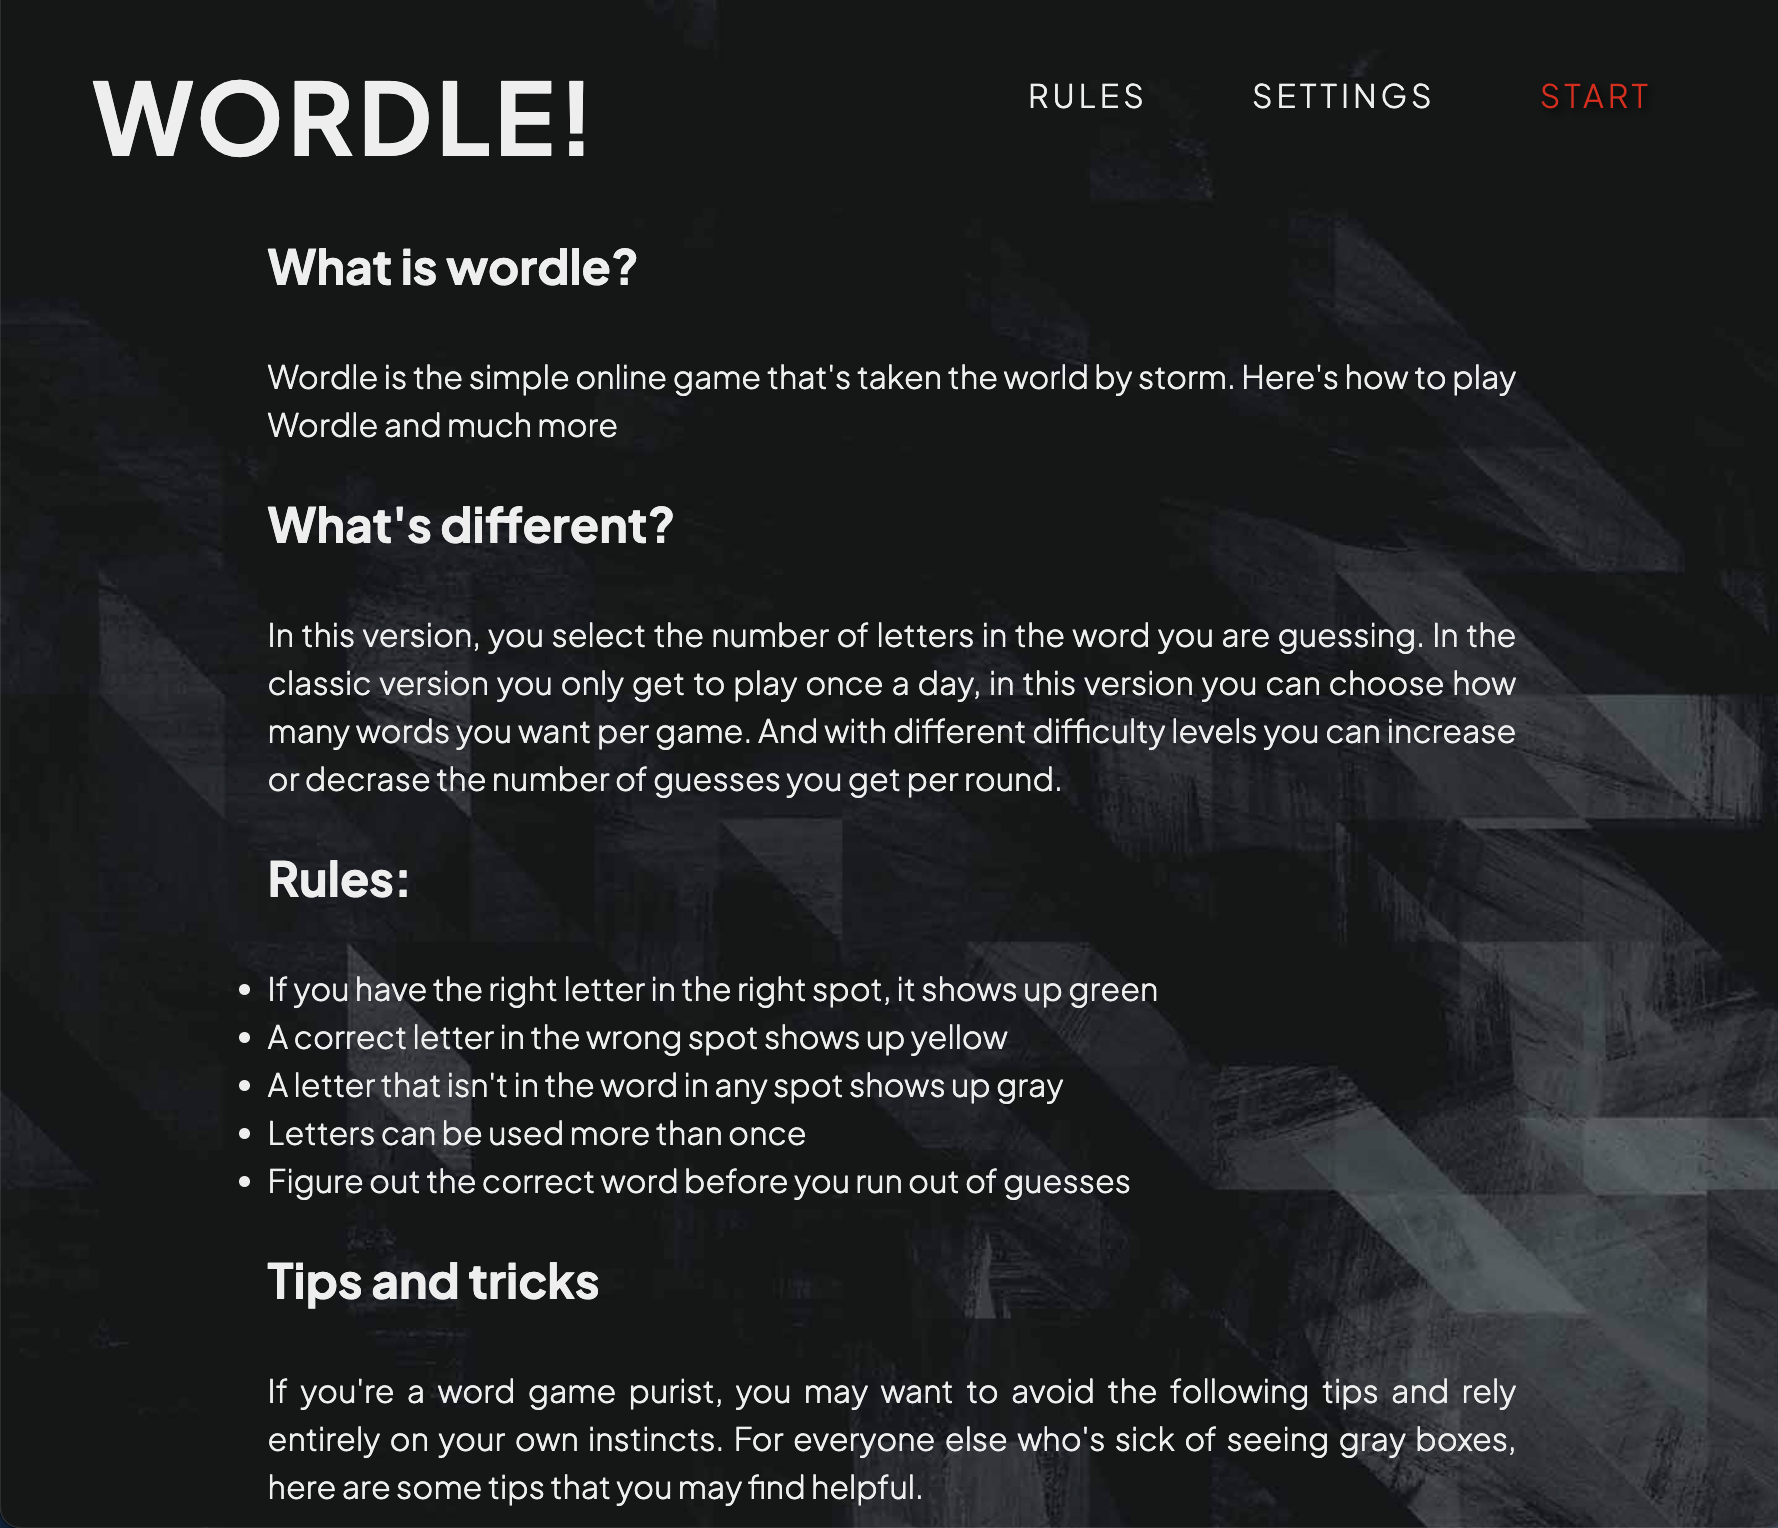 WORDLE!
RULES
SETTINGS
START
What is wordle?
Wordle is the simple online game that's taken the world by storm. Here's how to play
Wordle and much more
What's different?
In this version, you select the number of letters in the word you are guessing. In the
classic version you only get to play once a day, in this version you can choose how
many words you want per game. And with different difficulty levels you can increase
or decrase the number of guesses you get per round.
Rules:
• If you have the right letter in the right spot, it shows up green
• A correct letter in the wrong spot shows up yellow
• A letter that isn't in the word in any spot shows up gray
• Letters can be used more than once
• Figure out the correct word before you run out of guesses
Tips and tricks
If you're a word game purist, you may want to avoid the following tips and rely
entirely on your own instincts. For everyone else who's sick of seeing gray boxes,
here are some tips that you may find helpful.